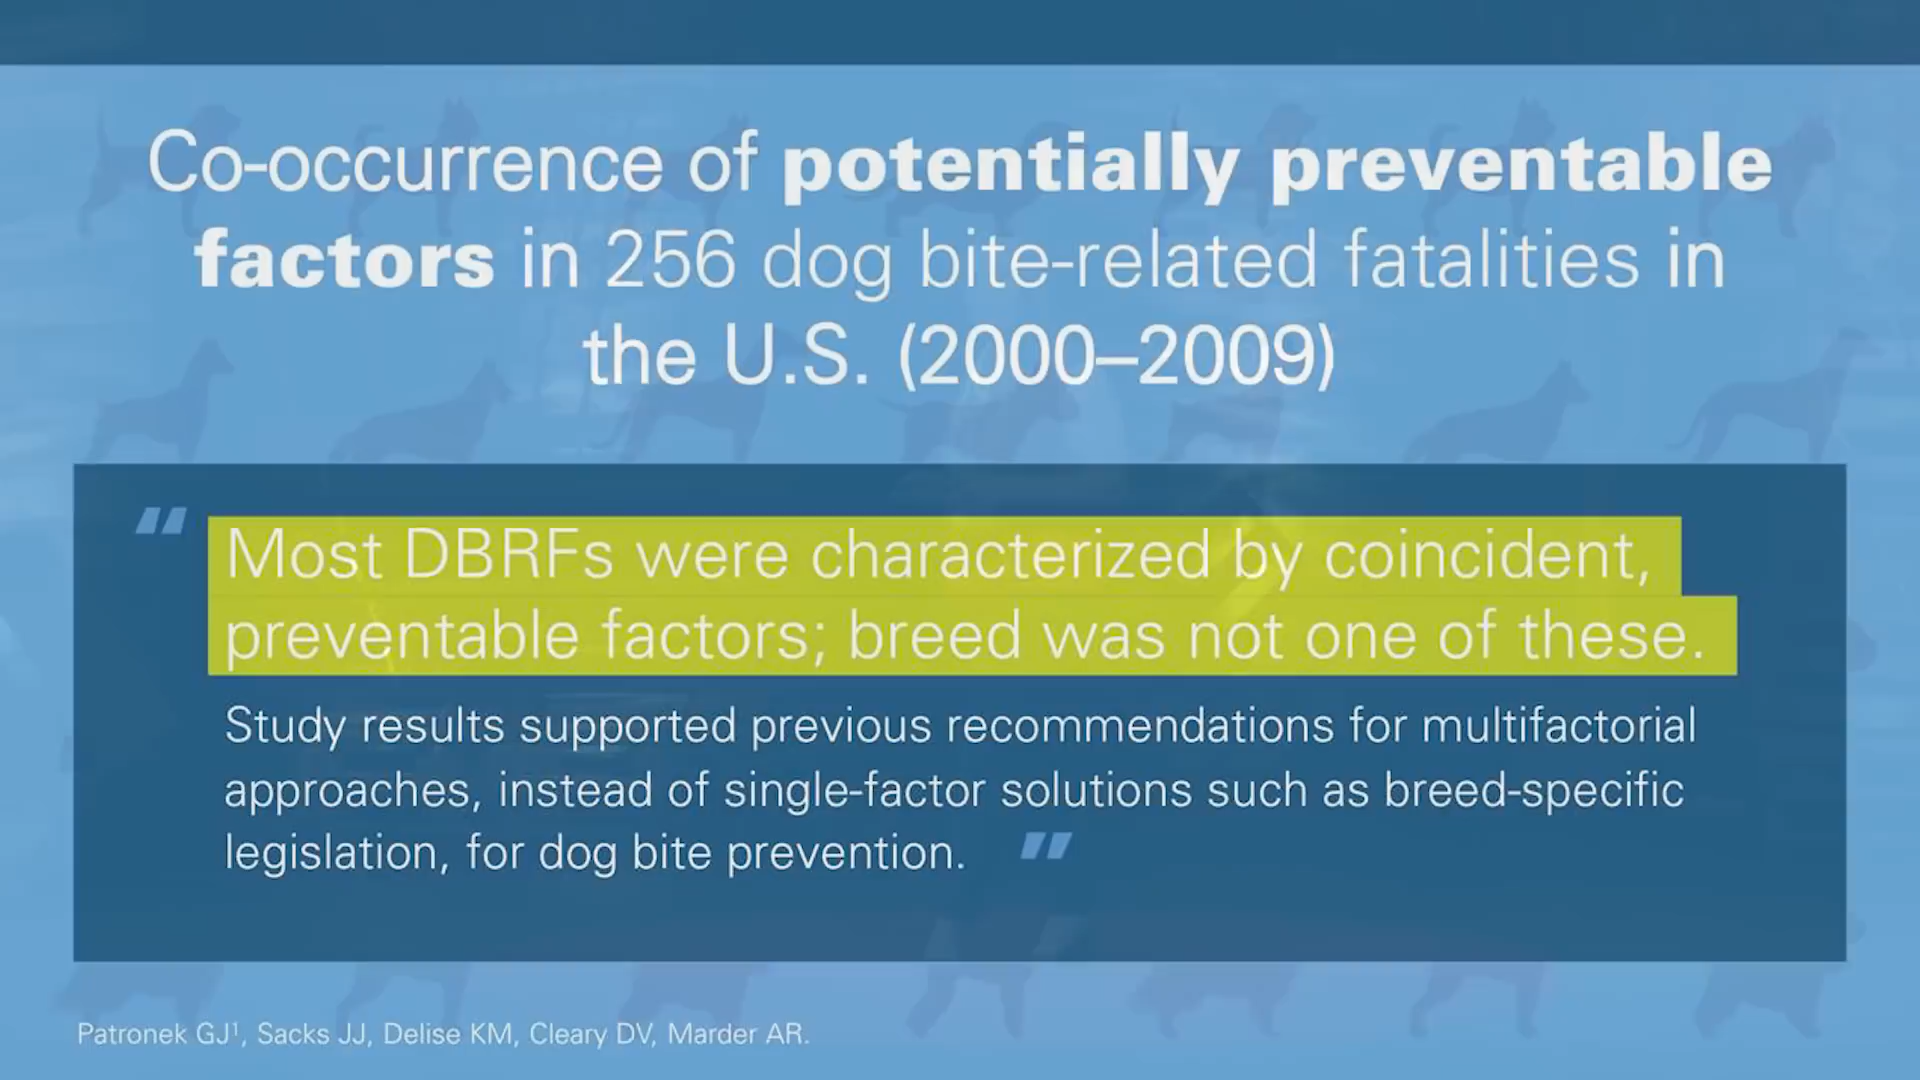 Co-occurrence of potentially preventable
factors in 256 dog bite-related fatalities in
the U.S. (2000–2009)
" Most DBRFs were characterized by coincident,
preventable factors; breed was not one of these.
Study results supported previous recommendations for multifactorial
approaches, instead of single-factor solutions such as breed-specific
legislation, for dog bite prevention. "
Patronek GJ¹, Sacks JJ, Delise KM, Cleary DV, Marder AR.